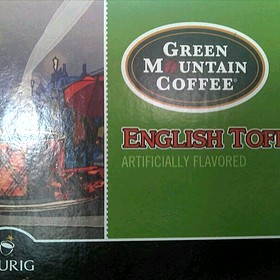 GREEN
MOUNTAIN
COFFEE®
ENGLISH TOFF
ARTIFICIALLY FLAVORED
URIG